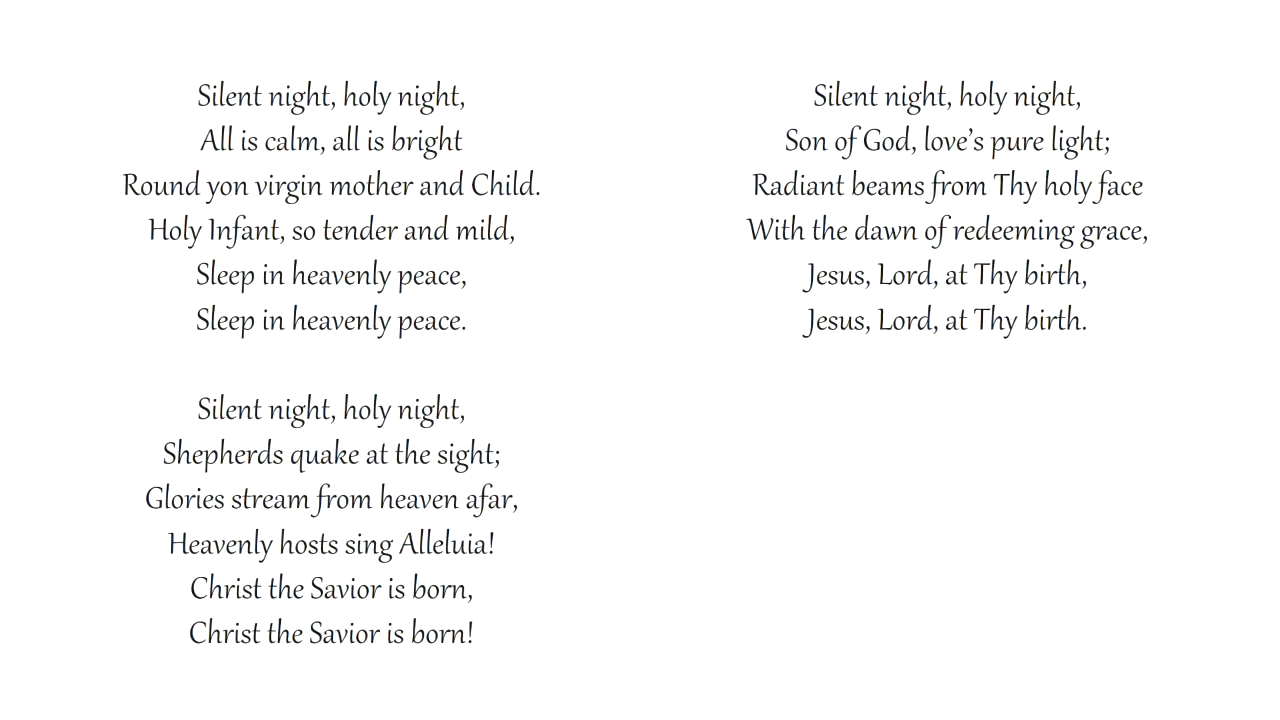 Silent night, holy night,
All is calm, all is bright
Round yon virgin mother and Child.
Holy Infant, so tender and mild,
Sleep in heavenly peace,
Sleep in heavenly peace.

Silent night, holy night,
Shepherds quake at the sight;
Glories stream from heaven afar,
Heavenly hosts sing Alleluia!
Christ the Savior is born,
Christ the Savior is born!

Silent night, holy night,
Son of God, love’s pure light;
Radiant beams from Thy holy face
With the dawn of redeeming grace,
Jesus, Lord, at Thy birth,
Jesus, Lord, at Thy birth.